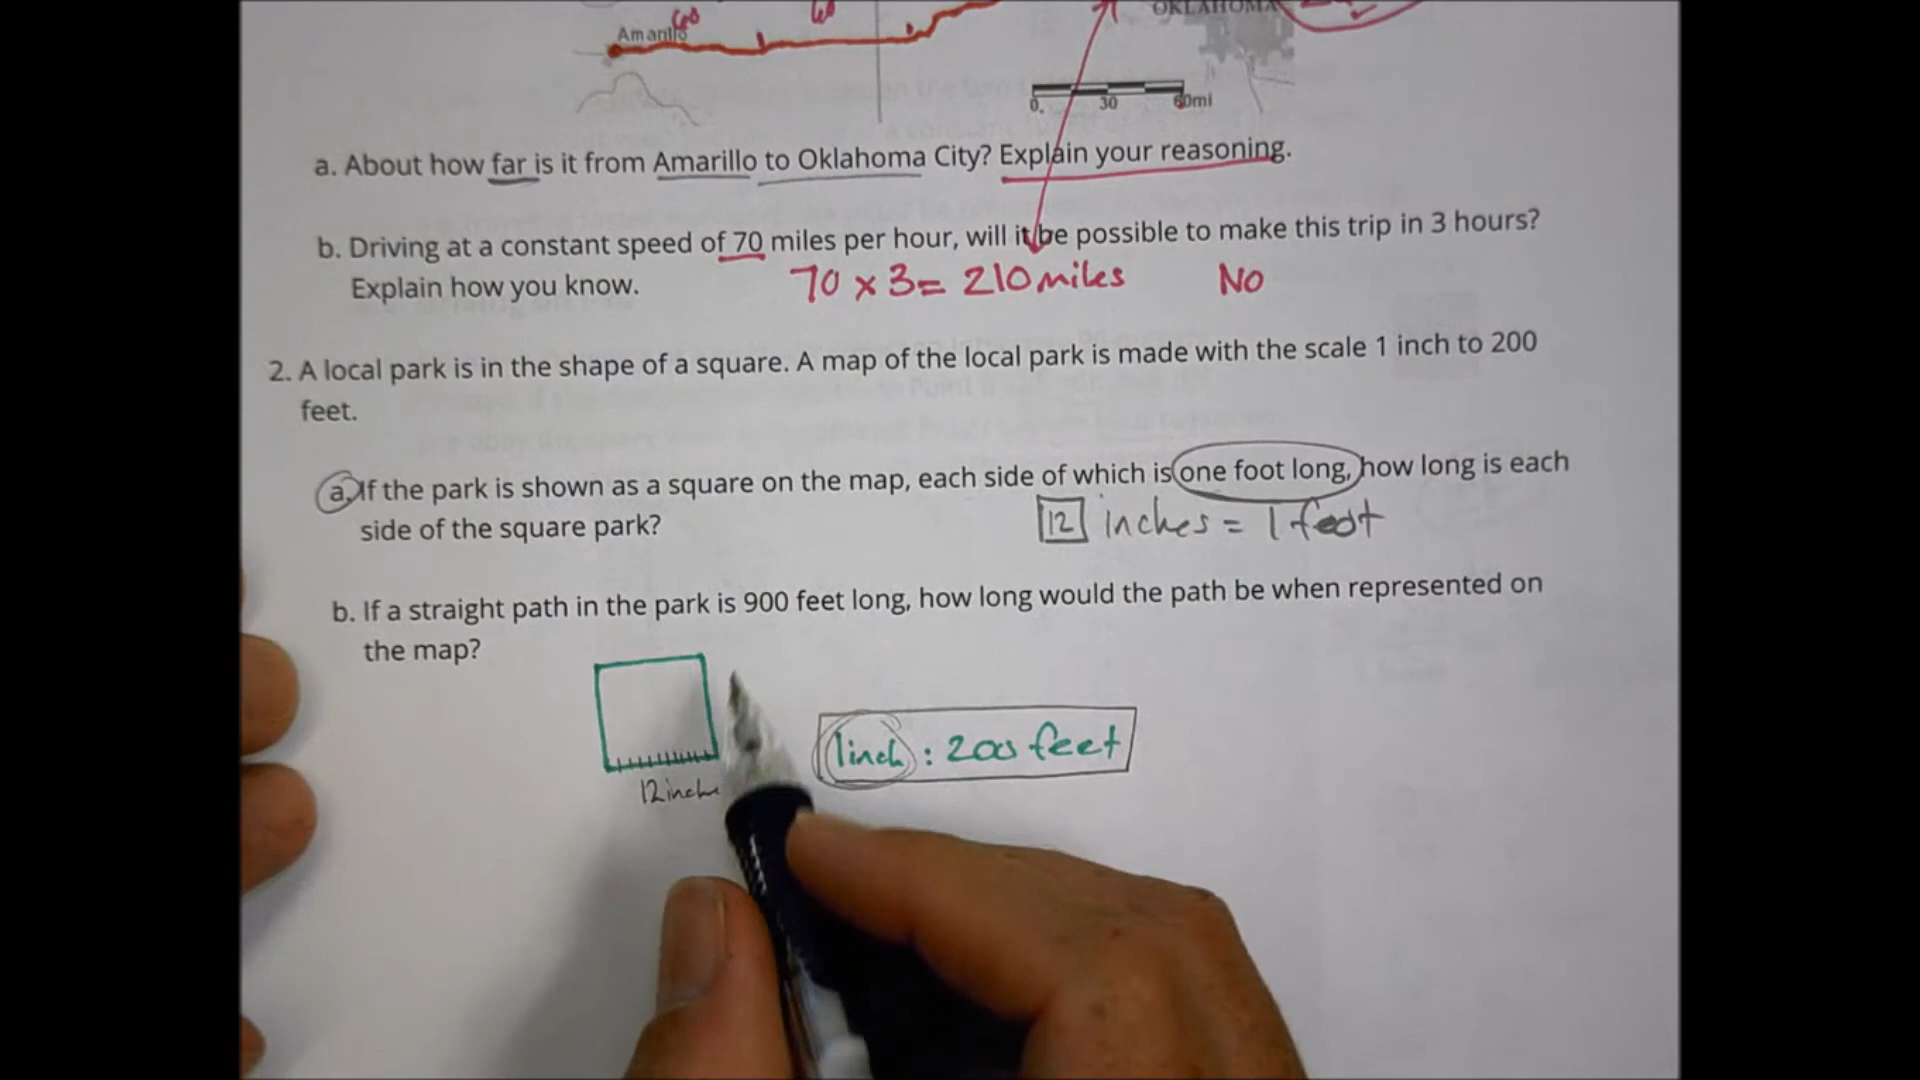 60 60 OKLAHOMA
Amarillo
0. 30 60mi
a. About how far is it from Amarillo to Oklahoma City? Explain your reasoning.
b. Driving at a constant speed of 70 miles per hour, will it be possible to make this trip in 3 hours?
Explain how you know. 70 x 3 = 210 miles NO
2. A local park is in the shape of a square. A map of the local park is made with the scale 1 inch to 200
feet.
a. If the park is shown as a square on the map, each side of which is one foot long, how long is each
side of the square park? 12 inches = 1 foot
b. If a straight path in the park is 900 feet long, how long would the path be when represented on
the map?
1inch : 200 feet
12 inche